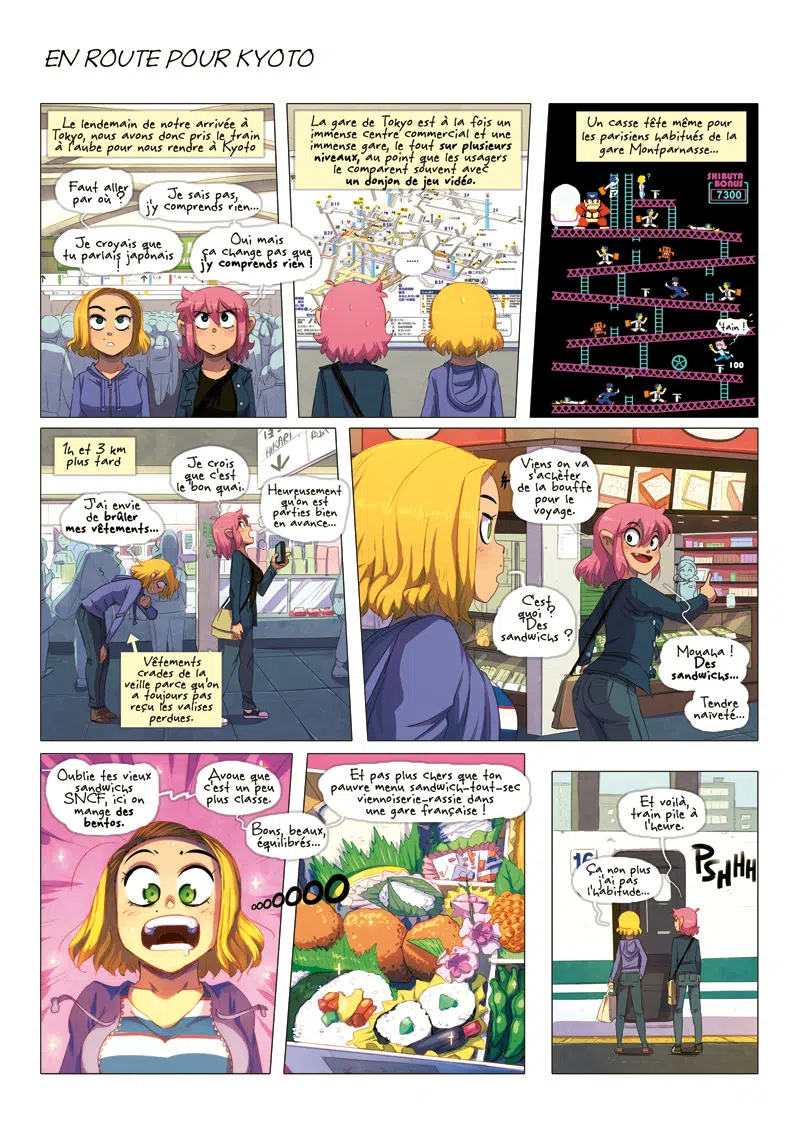 EN ROUTE POUR KYOTO
Le lendemain de notre arrivée à
Tokyo, nous avons donc pris le train
à l'aube pour nous rendre à Kyoto
Faut aller
par où ?
Je sais pas,
j'y comprends rien...
Je croyais que
tu parlais japonais
!
Oui mais
ça change pas que
j'y comprends rien !
La gare de Tokyo est à la fois un
immense centre commercial et une
immense gare, le tout sur plusieurs
niveaux, au point que les usagers
le comparent souvent avec
un donjon de jeu vidéo.
B1F
B1F
B2F
B3F
.....
Un casse tête même pour
les parisiens habitués de la
gare Montparnasse...
SHIBUYA
BONUS
7300
'tain !
100
1h et 3 km
plus tard
HIKARI
Je crois
que c'est
le bon quai.
J'ai envie
de brûler
mes vêtements...
Heureusement
qu'on est
parties bien
en avance...
Vêtements
crades de la
veille parce qu'on
a toujours pas
reçu les valises
perdues.
Viens on va
s'acheter
de la bouffe
pour le
voyage.
C'est
quoi ?
Des
sandwichs ?
Mouaha !
Des
sandwichs...
Tendre
naïveté...
Oublie tes vieux
sandwichs
SNCF, ici on
mange des
bentos.
Avoue que
c'est un peu
plus classe.
Bons, beaux,
équilibrés...
Et pas plus chers que ton
pauvre menu sandwich-tout-sec
viennoiserie-rassie dans
une gare française !
ooooOOO
Et voilà,
train pile à
l'heure.
16
PSHHHH
Ça non plus
j'ai pas
l'habitude...